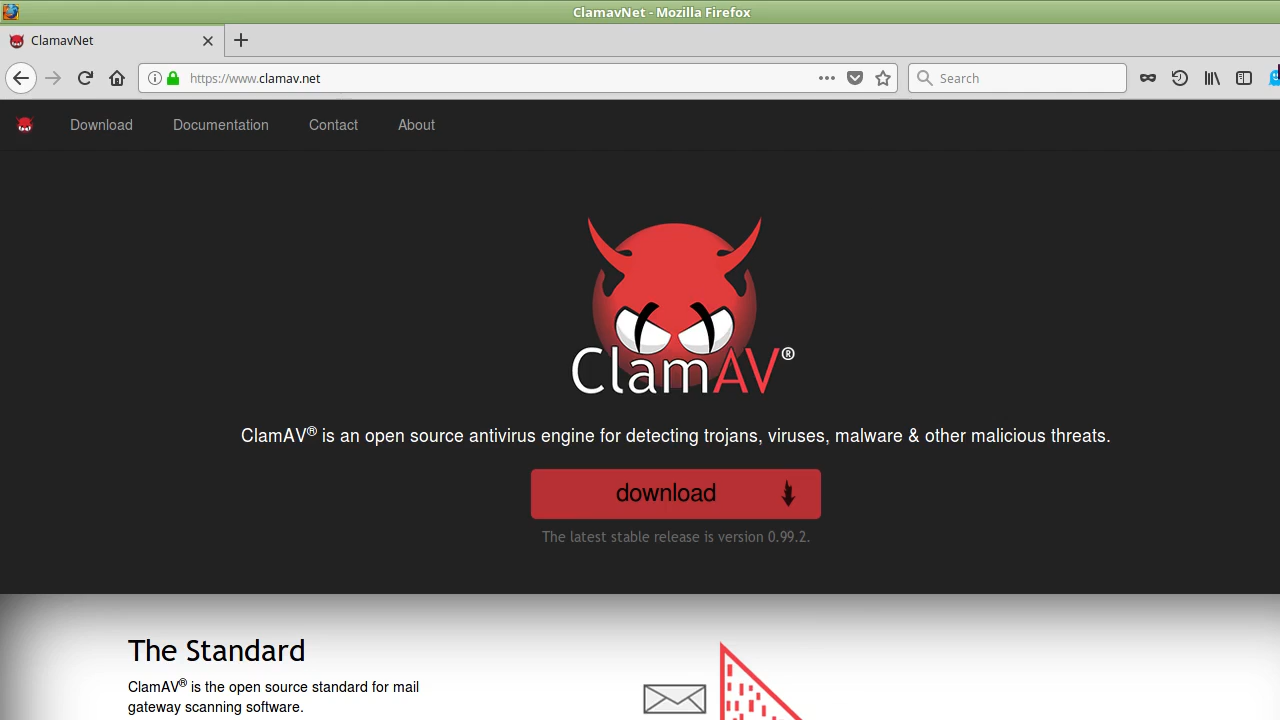 ClamavNet - Mozilla Firefox
ClamavNet
https://www.clamav.net
Search
Download Documentation Contact About
ClamAV®
ClamAV® is an open source antivirus engine for detecting trojans, viruses, malware & other malicious threats.
download
The latest stable release is version 0.99.2.
The Standard
ClamAV® is the open source standard for mail
gateway scanning software.